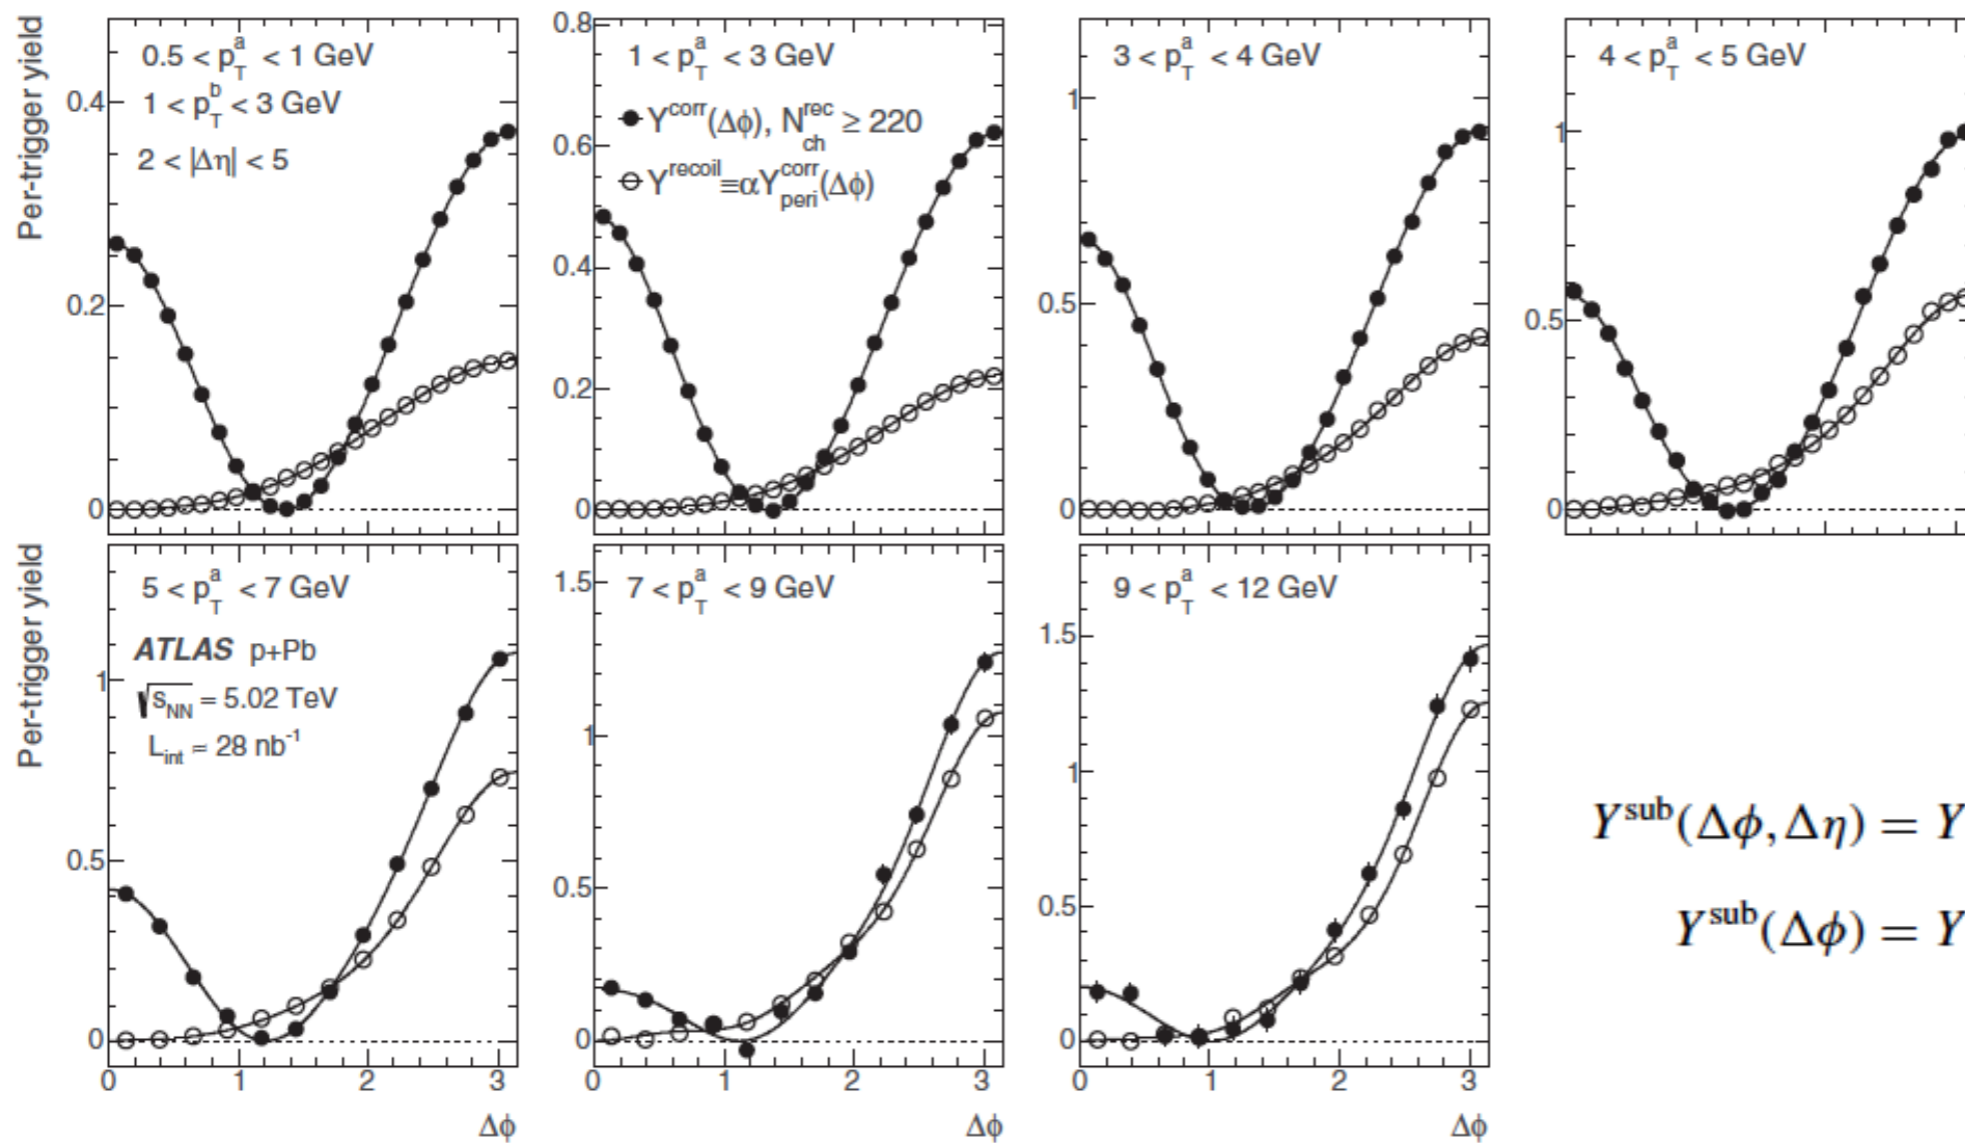 Per-trigger yield
0.4
0.2
0
0.5 < p_T^a < 1 GeV
1 < p_T^b < 3 GeV
2 < |Δη| < 5
0.8
0.6
0.4
0.2
0
1 < p_T^a < 3 GeV
Y^corr(Δϕ), N_ch^rec ≥ 220
Y^recoil≡αY_peri^corr(Δϕ)
1
0.5
0
3 < p_T^a < 4 GeV
1
0.5
0
4 < p_T^a < 5 GeV
Per-trigger yield
1
0.5
0
5 < p_T^a < 7 GeV
ATLAS p+Pb
√s_NN = 5.02 TeV
L_int = 28 nb^-1
0 1 2 3
Δϕ
1.5
1
0.5
0
7 < p_T^a < 9 GeV
0 1 2 3
Δϕ
1.5
1
0.5
0
9 < p_T^a < 12 GeV
0 1 2 3
Δϕ
Y^sub(Δϕ, Δη) = Y
Y^sub(Δϕ) = Y